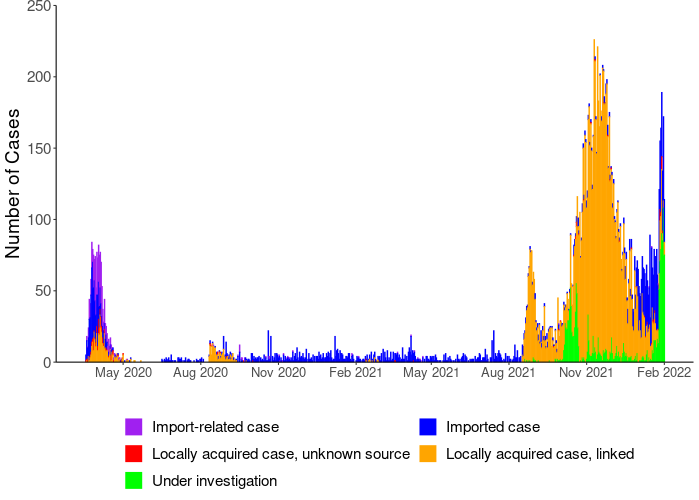 250
200
150
100
50
0
Number of Cases
May 2020 Aug 2020 Nov 2020 Feb 2021 May 2021 Aug 2021 Nov 2021 Feb 2022
Import-related case Imported case
Locally acquired case, unknown source Locally acquired case, linked
Under investigation